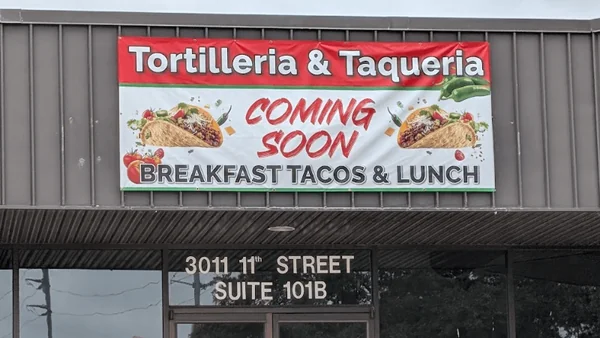 Tortilleria & Taqueria
COMING
SOON
BREAKFAST TACOS & LUNCH
3011 11th STREET
SUITE 101B